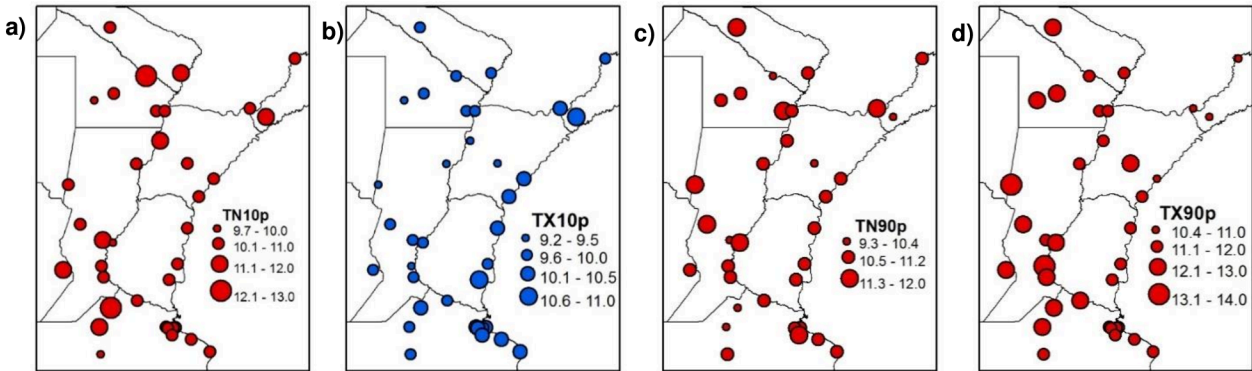 a)
TN10p
9.7 - 10.0
10.1 - 11.0
11.1 - 12.0
12.1 - 13.0
b)
TX10p
9.2 - 9.5
9.6 - 10.0
10.1 - 10.5
10.6 - 11.0
c)
TN90p
9.3 - 10.4
10.5 - 11.2
11.3 - 12.0
d)
TX90p
10.4 - 11.0
11.1 - 12.0
12.1 - 13.0
13.1 - 14.0